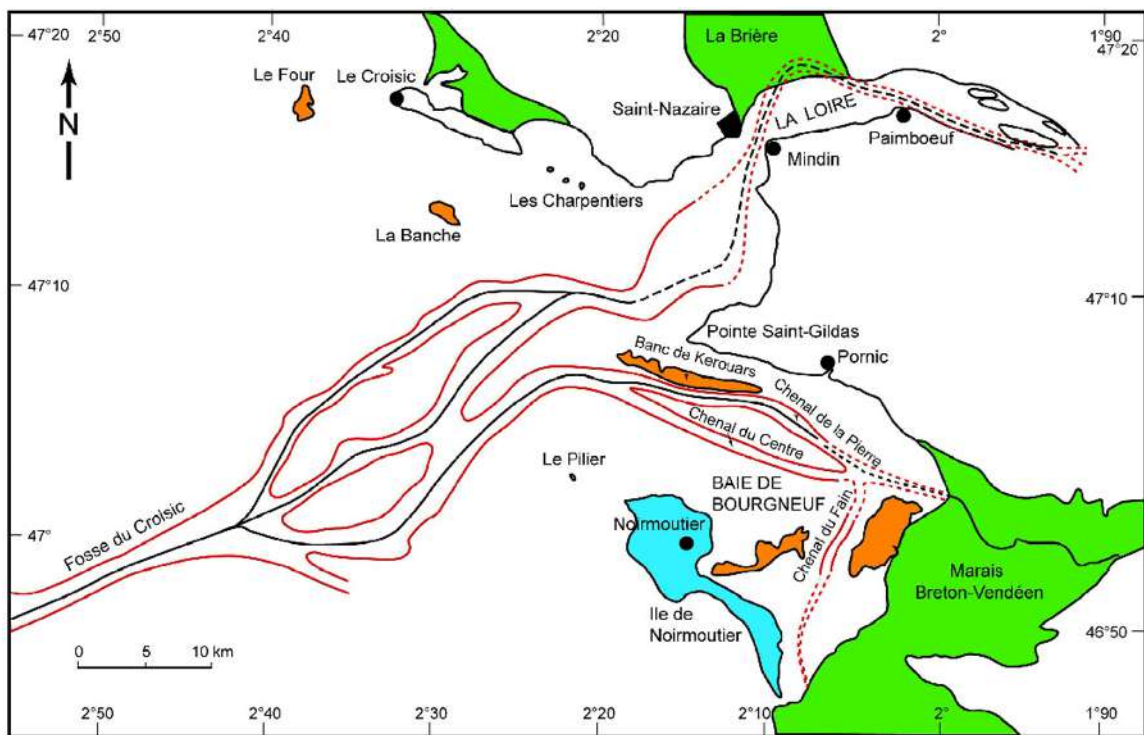 2°50 2°40 2°20 2° 1°90
47°20
47°20
La Brière
Le Four
Le Croisic
Saint-Nazaire
LA LOIRE
Paimboeuf
N
Mindin
Les Charpentiers
La Banche
47°10
47°10
Pointe Saint-Gildas
Banc de Kerouars
Pornic
Chenal de la Pierre
Chenal du Centre
Le Pilier
BAIE DE
BOURGNEUF
Fosse du Croisic
47°
Noirmoutier
Chenal du Fain
Marais
Breton-Vendéen
Ile de
Noirmoutier
46°50
0 5 10 km
2°50 2°40 2°30 2°20 2°10 2° 1°90